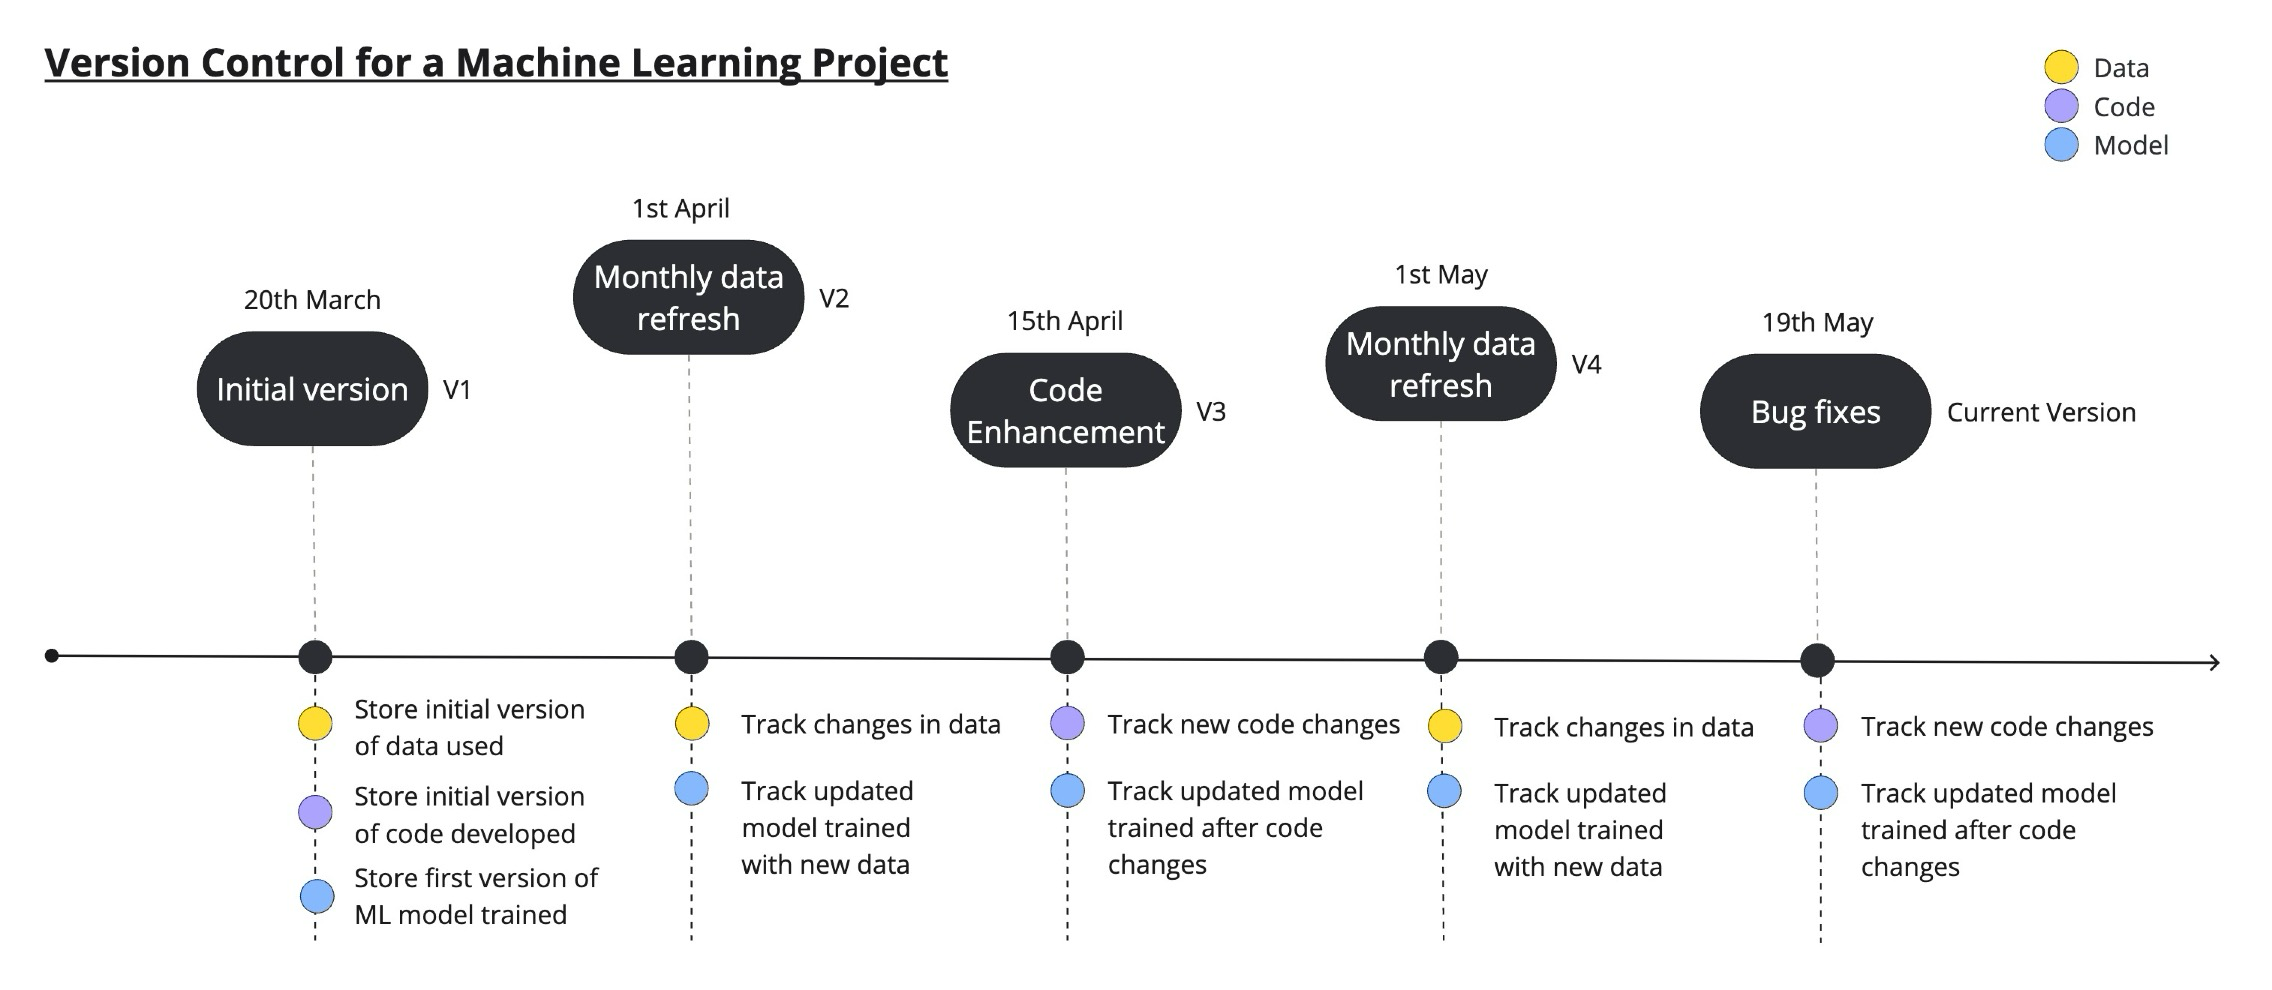 Version Control for a Machine Learning Project
Data
Code
Model
20th March
Initial version
V1
1st April
Monthly data
refresh
V2
15th April
Code
Enhancement
V3
1st May
Monthly data
refresh
V4
19th May
Bug fixes
Current Version
Store initial version
of data used
Store initial version
of code developed
Store first version of
ML model trained
Track changes in data
Track updated
model trained
with new data
Track new code changes
Track updated model
trained after code
changes
Track changes in data
Track updated
model trained
with new data
Track new code changes
Track updated model
trained after code
changes